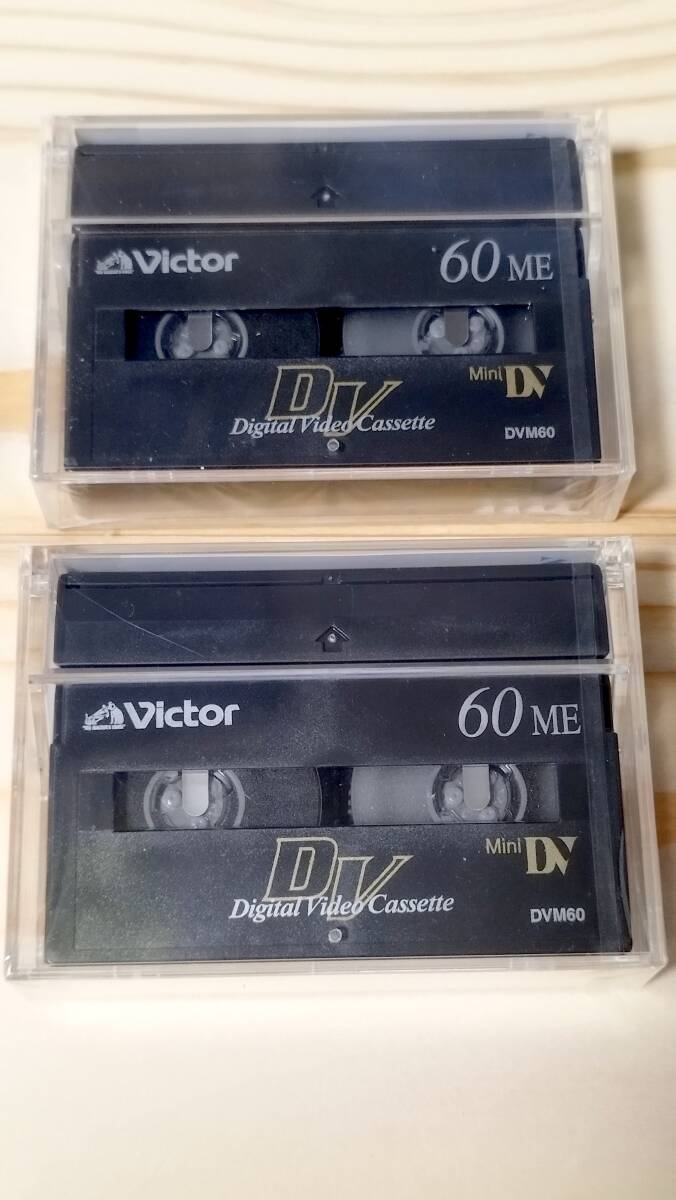 Victor
60 ME
DV
Digital Video Cassette
Mini DV
DVM60
Victor
60 ME
DV
Digital Video Cassette
Mini DV
DVM60